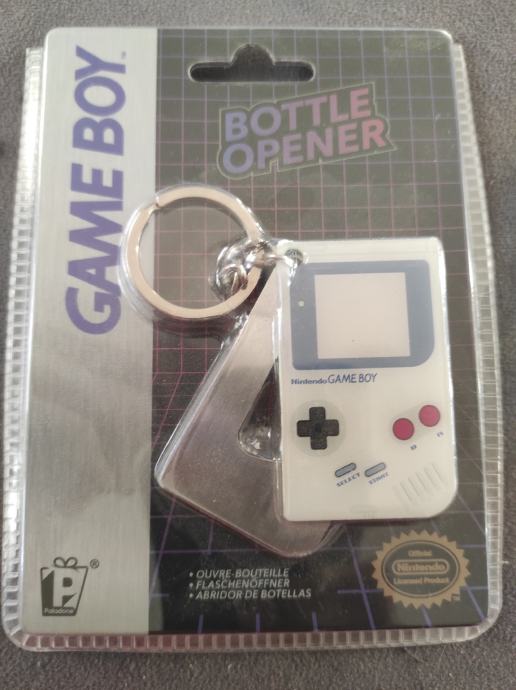 GAME BOY™
BOTTLE
OPENER
Nintendo GAME BOY
B A
SELECT START
• OUVRE-BOUTEILLE
• FLASCHENÖFFNER
• ABRIDOR DE BOTELLAS
P®
Paladone
Official
Nintendo
Licensed Product